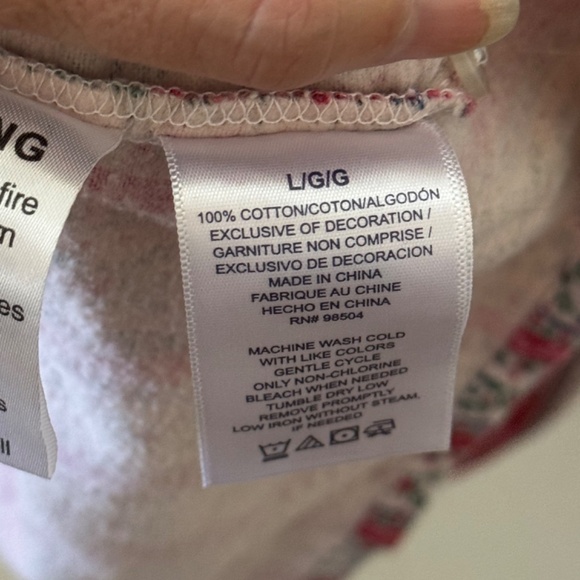 fire
es
L/G/G
100% COTTON/COTON/ALGODÓN
EXCLUSIVE OF DECORATION /
GARNITURE NON COMPRISE /
EXCLUSIVO DE DECORACION
MADE IN CHINA
FABRIQUE AU CHINE
HECHO EN CHINA
RN# 98504
MACHINE WASH COLD
WITH LIKE COLORS
GENTLE CYCLE
ONLY NON-CHLORINE
BLEACH WHEN NEEDED
TUMBLE DRY LOW
REMOVE PROMPTLY
LOW IRON WITHOUT STEAM,
IF NEEDED